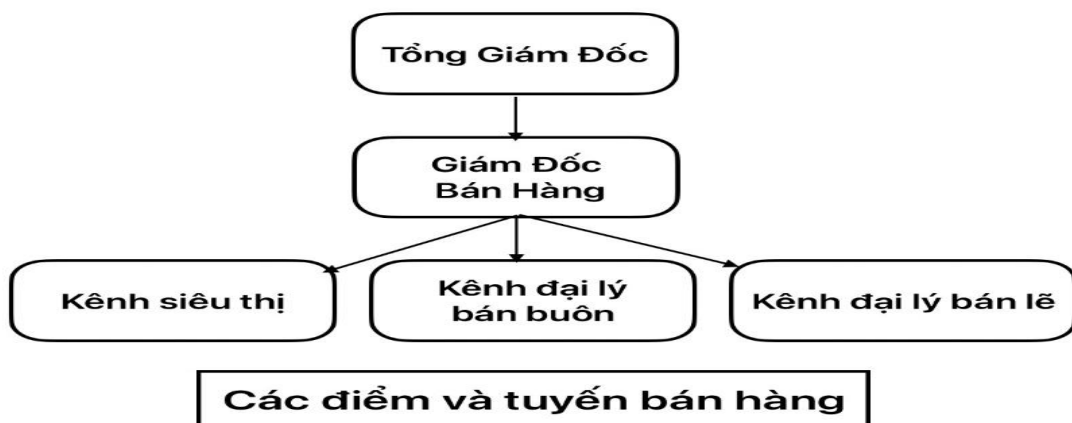 Tổng Giám Đốc
Giám Đốc
Bán Hàng
Kênh siêu thị
Kênh đại lý
bán buôn
Kênh đại lý bán lẽ
Các điểm và tuyến bán hàng